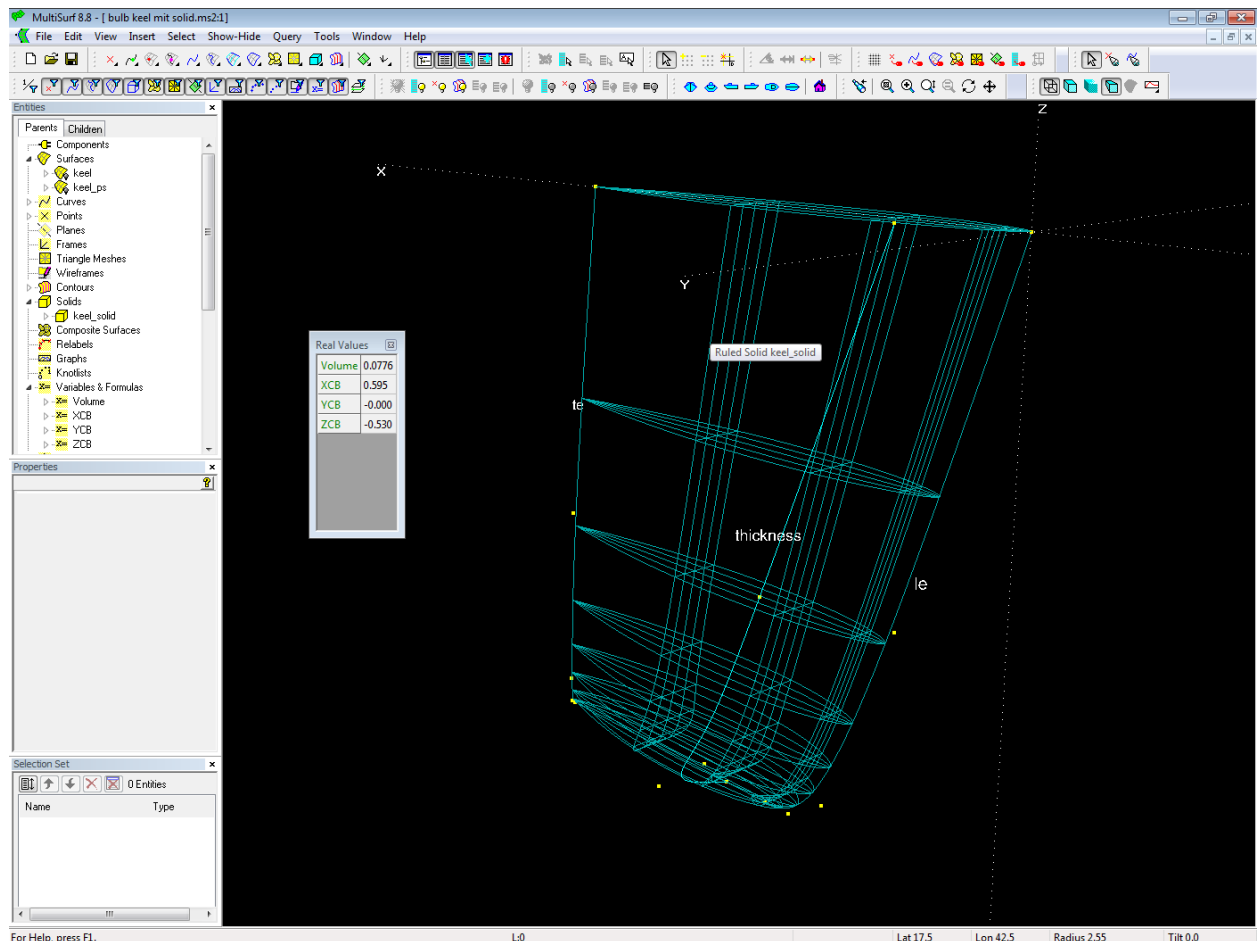 MultiSurf 8.8 - [ bulb keel mit solid.ms2:1]
File Edit View Insert Select Show-Hide Query Tools Window Help
Entities
Parents Children
Components
Surfaces
keel
keel_ps
Curves
Points
Planes
Frames
Triangle Meshes
Wireframes
Contours
Solids
keel_solid
Composite Surfaces
Relabels
Graphs
Knotlists
Variables & Formulas
Volume
XCB
YCB
ZCB
Properties
Selection Set
0 Entities
Name Type
Z
X
Y
Real Values
Volume 0.0776
XCB 0.595
YCB -0.000
ZCB -0.530
Ruled Solid keel_solid
te
thickness
le
For Help, press F1. L:0 Lat 17.5 Lon 42.5 Radius 2.55 Tilt 0.0